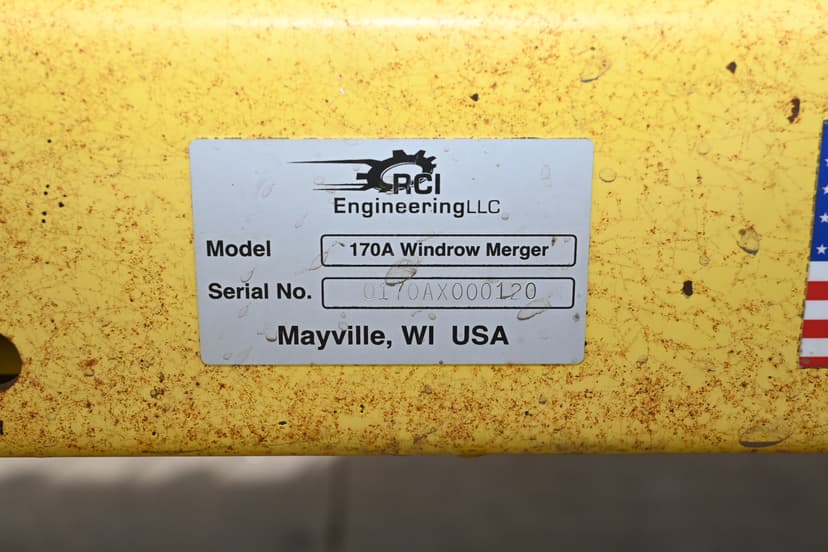 RCI
EngineeringLLC
Model 170A Windrow Merger
Serial No. 0170AX000120
Mayville, WI USA